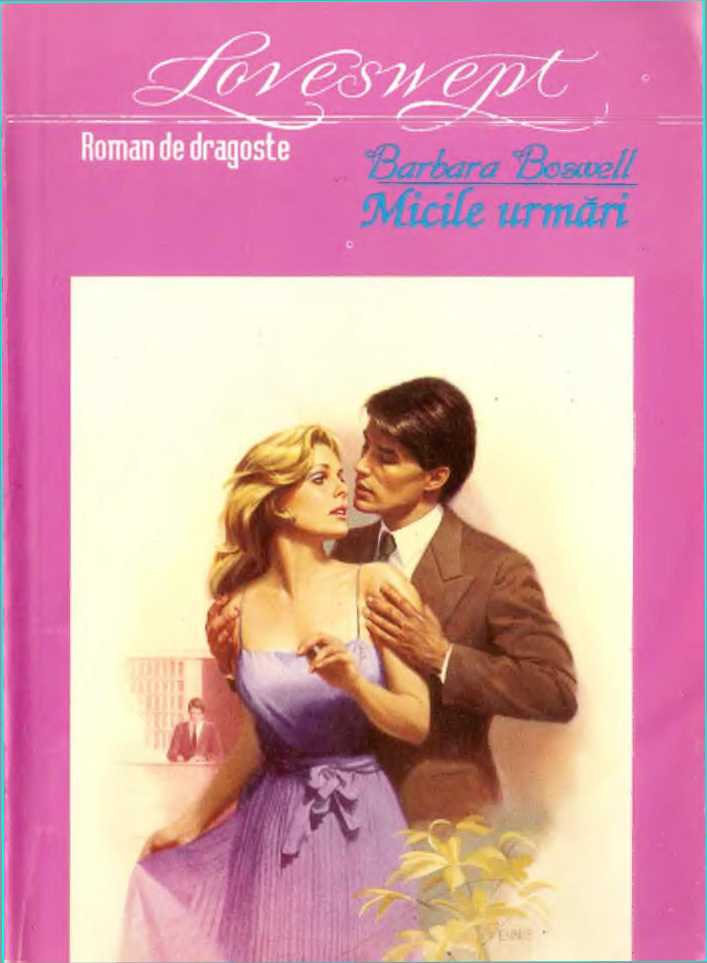 Loveswept
Roman de dragoste
Barbara Boswell
Micile urmări